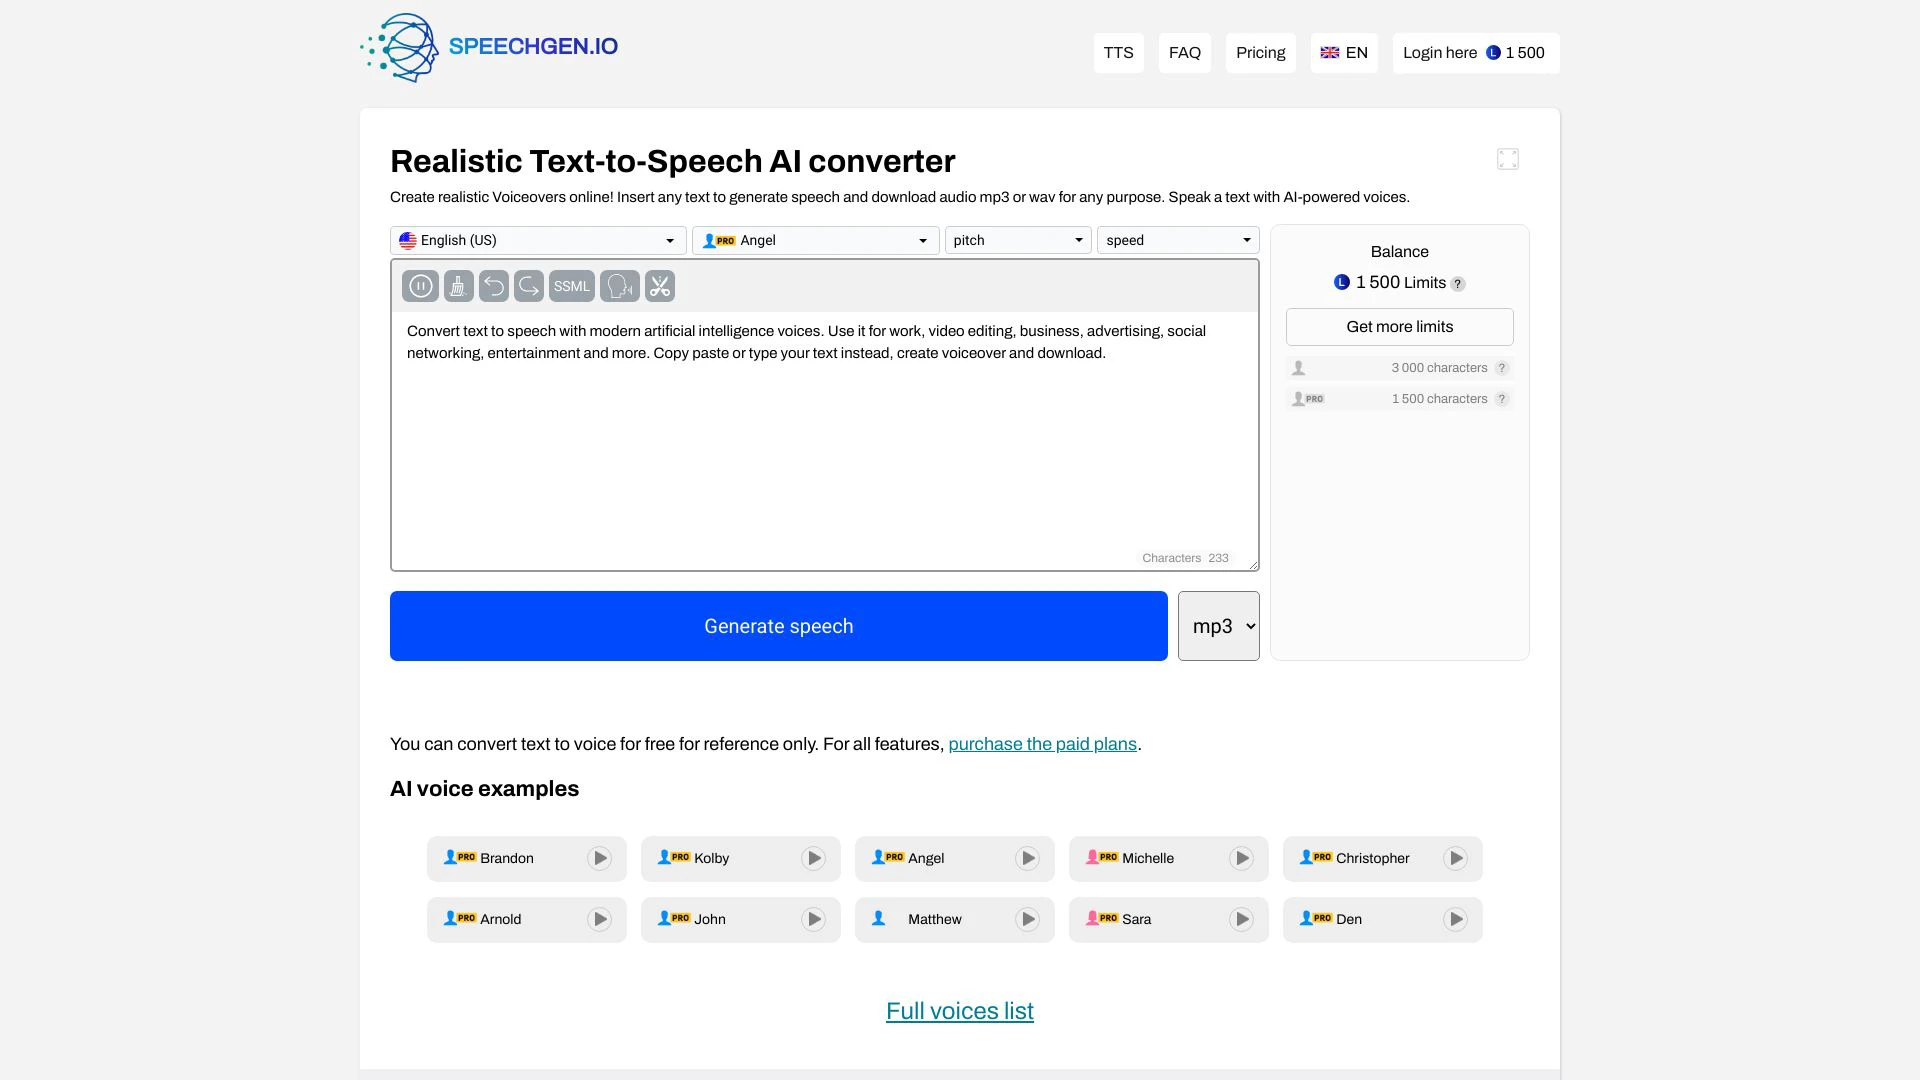 SPEECHGEN.IO
TTS
FAQ
Pricing
EN
Login here L 1 500
Realistic Text-to-Speech AI converter
Create realistic Voiceovers online! Insert any text to generate speech and download audio mp3 or wav for any purpose. Speak a text with AI-powered voices.
English (US)
PRO Angel
pitch
speed
SSML
Convert text to speech with modern artificial intelligence voices. Use it for work, video editing, business, advertising, social
networking, entertainment and more. Copy paste or type your text instead, create voiceover and download.
Characters 233
Generate speech
mp3
Balance
L 1 500 Limits ?
Get more limits
3 000 characters ?
PRO 1 500 characters ?
You can convert text to voice for free for reference only. For all features, purchase the paid plans.
AI voice examples
PRO Brandon
PRO Kolby
PRO Angel
PRO Michelle
PRO Christopher
PRO Arnold
PRO John
Matthew
PRO Sara
PRO Den
Full voices list